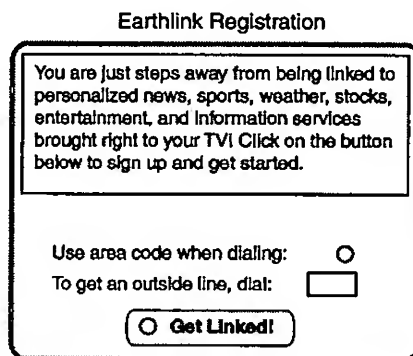 Earthlink Registration
You are just steps away from being linked to
personalized news, sports, weather, stocks,
entertainment, and information services
brought right to your TV! Click on the button
below to sign up and get started.
Use area code when dialing:
To get an outside line, dial:
Get Linked!